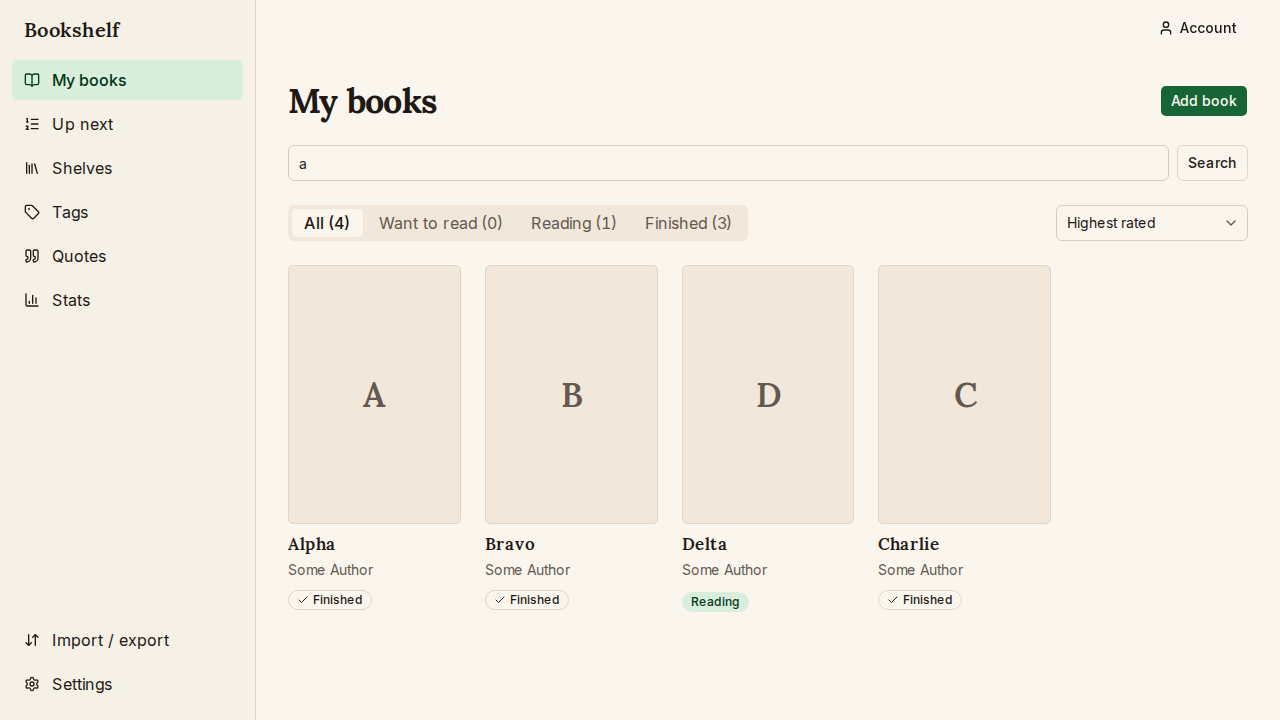 Bookshelf
Account
My books
Up next
Shelves
Tags
Quotes
Stats
Import / export
Settings
My books
Add book
a
Search
All (4)
Want to read (0)
Reading (1)
Finished (3)
Highest rated
A
B
D
C
Alpha
Some Author
Finished
Bravo
Some Author
Finished
Delta
Some Author
Reading
Charlie
Some Author
Finished